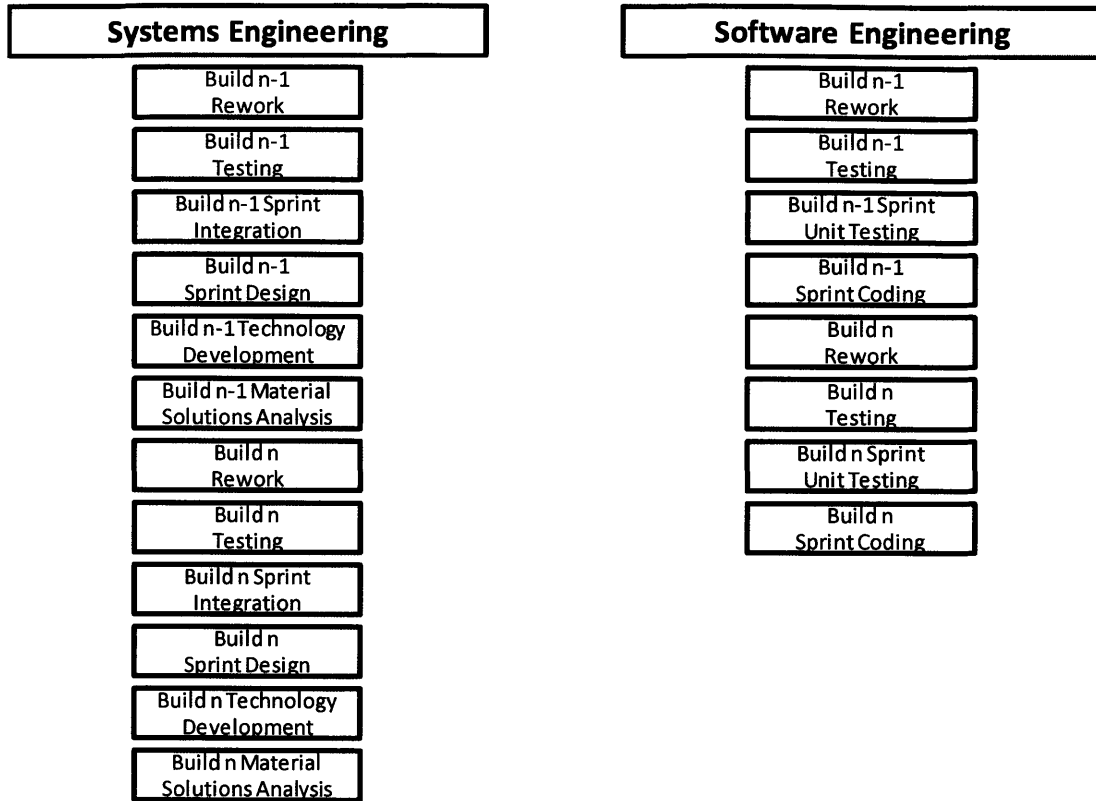 Systems Engineering
Build n-1
Rework
Build n-1
Testing
Build n-1 Sprint
Integration
Build n-1
Sprint Design
Build n-1 Technology
Development
Build n-1 Material
Solutions Analysis
Build n
Rework
Build n
Testing
Build n Sprint
Integration
Build n
Sprint Design
Build n Technology
Development
Build n Material
Solutions Analysis
Software Engineering
Build n-1
Rework
Build n-1
Testing
Build n-1 Sprint
Unit Testing
Build n-1
Sprint Coding
Build n
Rework
Build n
Testing
Build n Sprint
Unit Testing
Build n
Sprint Coding